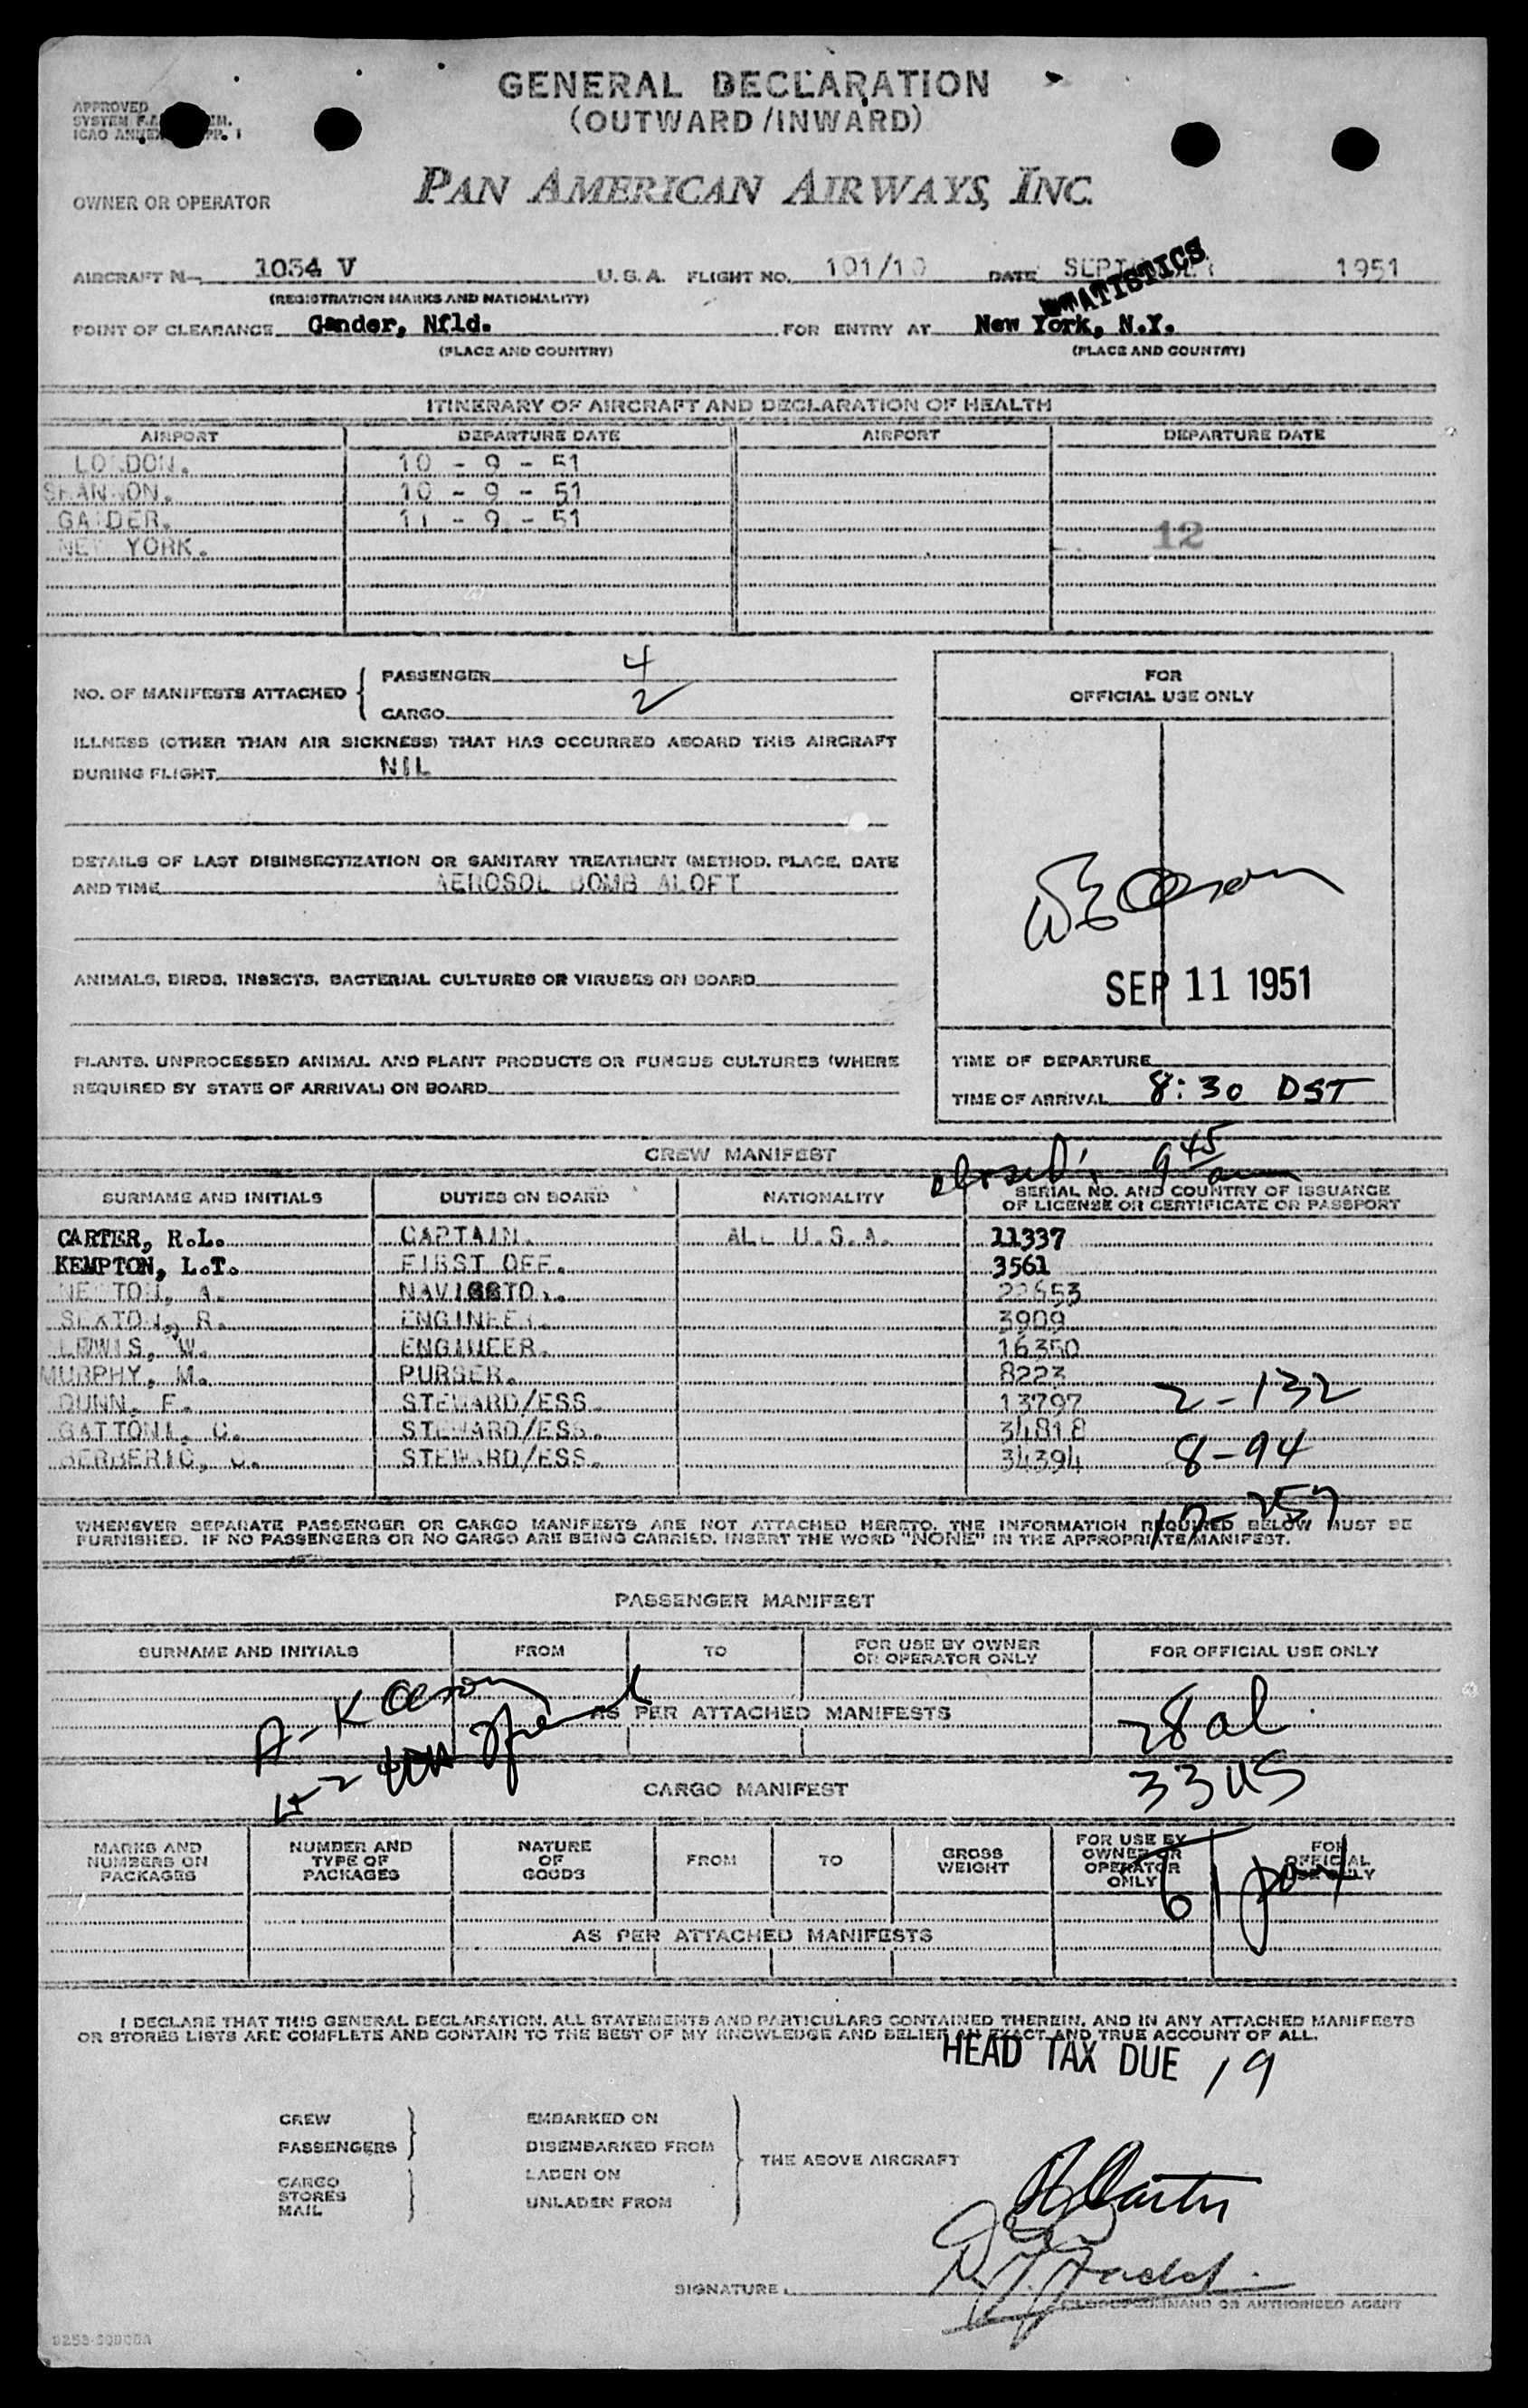 GENERAL DECLARATION
(OUTWARD/INWARD)
APPROVED
SYSTEM
ICAO
OWNER OR OPERATOR
PAN AMERICAN AIRWAYS, INC.
AIRCRAFT N— 1034 V U.S.A. FLIGHT NO. 101/10 DATE 1951
STATISTICS
(REGISTRATION MARKS AND NATIONALITY)
POINT OF CLEARANCE Gander, Nfld. FOR ENTRY AT New York, N.Y.
(PLACE AND COUNTRY) (PLACE AND COUNTRY)
ITINERARY OF AIRCRAFT AND DECLARATION OF HEALTH
AIRPORT DEPARTURE DATE AIRPORT DEPARTURE DATE
LONDON. 10 - 9 - 51
SHANNON. 10 - 9 - 51
GANDER. 11 - 9 - 51
NEW YORK. 12
NO. OF MANIFESTS ATTACHED
PASSENGER 4
CARGO 2
ILLNESS (OTHER THAN AIR SICKNESS) THAT HAS OCCURRED ABOARD THIS AIRCRAFT
DURING FLIGHT NIL
DETAILS OF LAST DISINSECTIZATION OR SANITARY TREATMENT (METHOD, PLACE, DATE
AND TIME AEROSOL BOMB ALOFT
ANIMALS, BIRDS, INSECTS, BACTERIAL CULTURES OR VIRUSES ON BOARD
PLANTS, UNPROCESSED ANIMAL AND PLANT PRODUCTS OR FUNGUS CULTURES (WHERE
REQUIRED BY STATE OF ARRIVAL) ON BOARD
FOR
OFFICIAL USE ONLY
SEP 11 1951
TIME OF DEPARTURE
TIME OF ARRIVAL 8:30 DST
9 45
CREW MANIFEST
SURNAME AND INITIALS DUTIES ON BOARD NATIONALITY SERIAL NO. AND COUNTRY OF ISSUANCE
OF LICENSE OR CERTIFICATE OR PASSPORT
CARTER, R.L. CAPTAIN. ALL U.S.A. 11337
KEMPTON, L.T. FIRST OFF. 3561
A. 22653
SEXTON, R. ENGINEER. 3909
LEWIS, W. ENGINEER. 16350
MURPHY, M. PURSER. 8223
DUNN, F. STEWARD/ESS. 13797 2-132
GATTONI, C. STEWARD/ESS. 34818
STEWARD/ESS. 34394 8-94
WHENEVER SEPARATE PASSENGER OR CARGO MANIFESTS ARE NOT ATTACHED HERETO, THE INFORMATION REQUIRED BELOW MUST BE
FURNISHED. IF NO PASSENGERS OR NO CARGO ARE BEING CARRIED, INSERT THE WORD "NONE" IN THE APPROPRIATE MANIFEST.
PASSENGER MANIFEST
SURNAME AND INITIALS FROM TO FOR USE BY OWNER
OR OPERATOR ONLY FOR OFFICIAL USE ONLY
AS PER ATTACHED MANIFESTS
28 al
33 US
61
CARGO MANIFEST
MARKS AND
NUMBERS ON
PACKAGES
NUMBER AND
TYPE OF
PACKAGES
NATURE
OF
GOODS
FROM TO GROSS
WEIGHT
FOR USE BY
OWNER OR
OPERATOR
ONLY
FOR
OFFICIAL
USE ONLY
AS PER ATTACHED MANIFESTS
I DECLARE THAT THIS GENERAL DECLARATION, ALL STATEMENTS AND PARTICULARS CONTAINED THEREIN, AND IN ANY ATTACHED MANIFESTS
OR STORES LISTS ARE COMPLETE AND CONTAIN TO THE BEST OF MY KNOWLEDGE AND BELIEF AN EXACT AND TRUE ACCOUNT OF ALL.
HEAD TAX DUE 19
CREW
PASSENGERS
CARGO
STORES
MAIL
EMBARKED ON
DISEMBARKED FROM
LADEN ON
UNLADEN FROM
THE ABOVE AIRCRAFT
SIGNATURE
COMMAND OR AUTHORISED AGENT